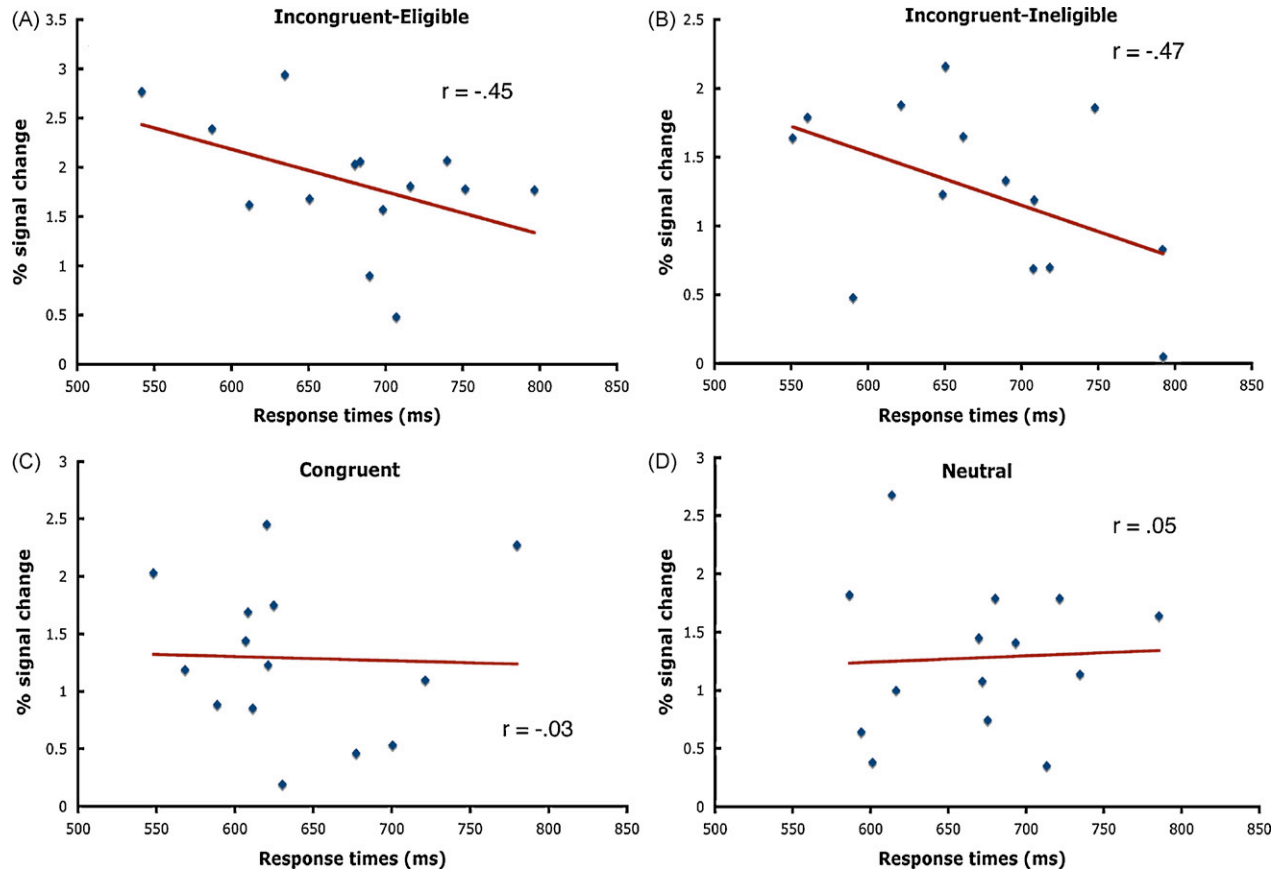 (A)
Incongruent-Eligible
r = -.45
% signal change
3.5
3
2.5
2
1.5
1
0.5
0
500 550 600 650 700 750 800 850
Response times (ms)
(B)
Incongruent-Ineligible
r = -.47
% signal change
2.5
2
1.5
1
0.5
0
500 550 600 650 700 750 800 850
Response times (ms)
(C)
Congruent
r = -.03
% signal change
3
2.5
2
1.5
1
0.5
0
500 550 600 650 700 750 800 850
Response times (ms)
(D)
Neutral
r = .05
% signal change
3
2.5
2
1.5
1
0.5
0
500 550 600 650 700 750 800 850
Response times (ms)